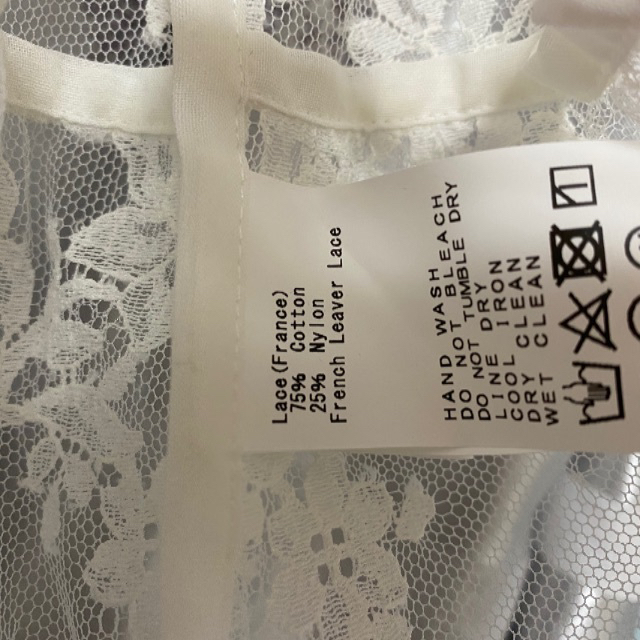 Lace(France)
75% Cotton
25% Nylon
French Leaver Lace
HAND WASH
DO NOT BLEACH
DO NOT TUMBLE DRY
LINE DRY
COOL IRON
DRY CLEAN
WET CLEAN